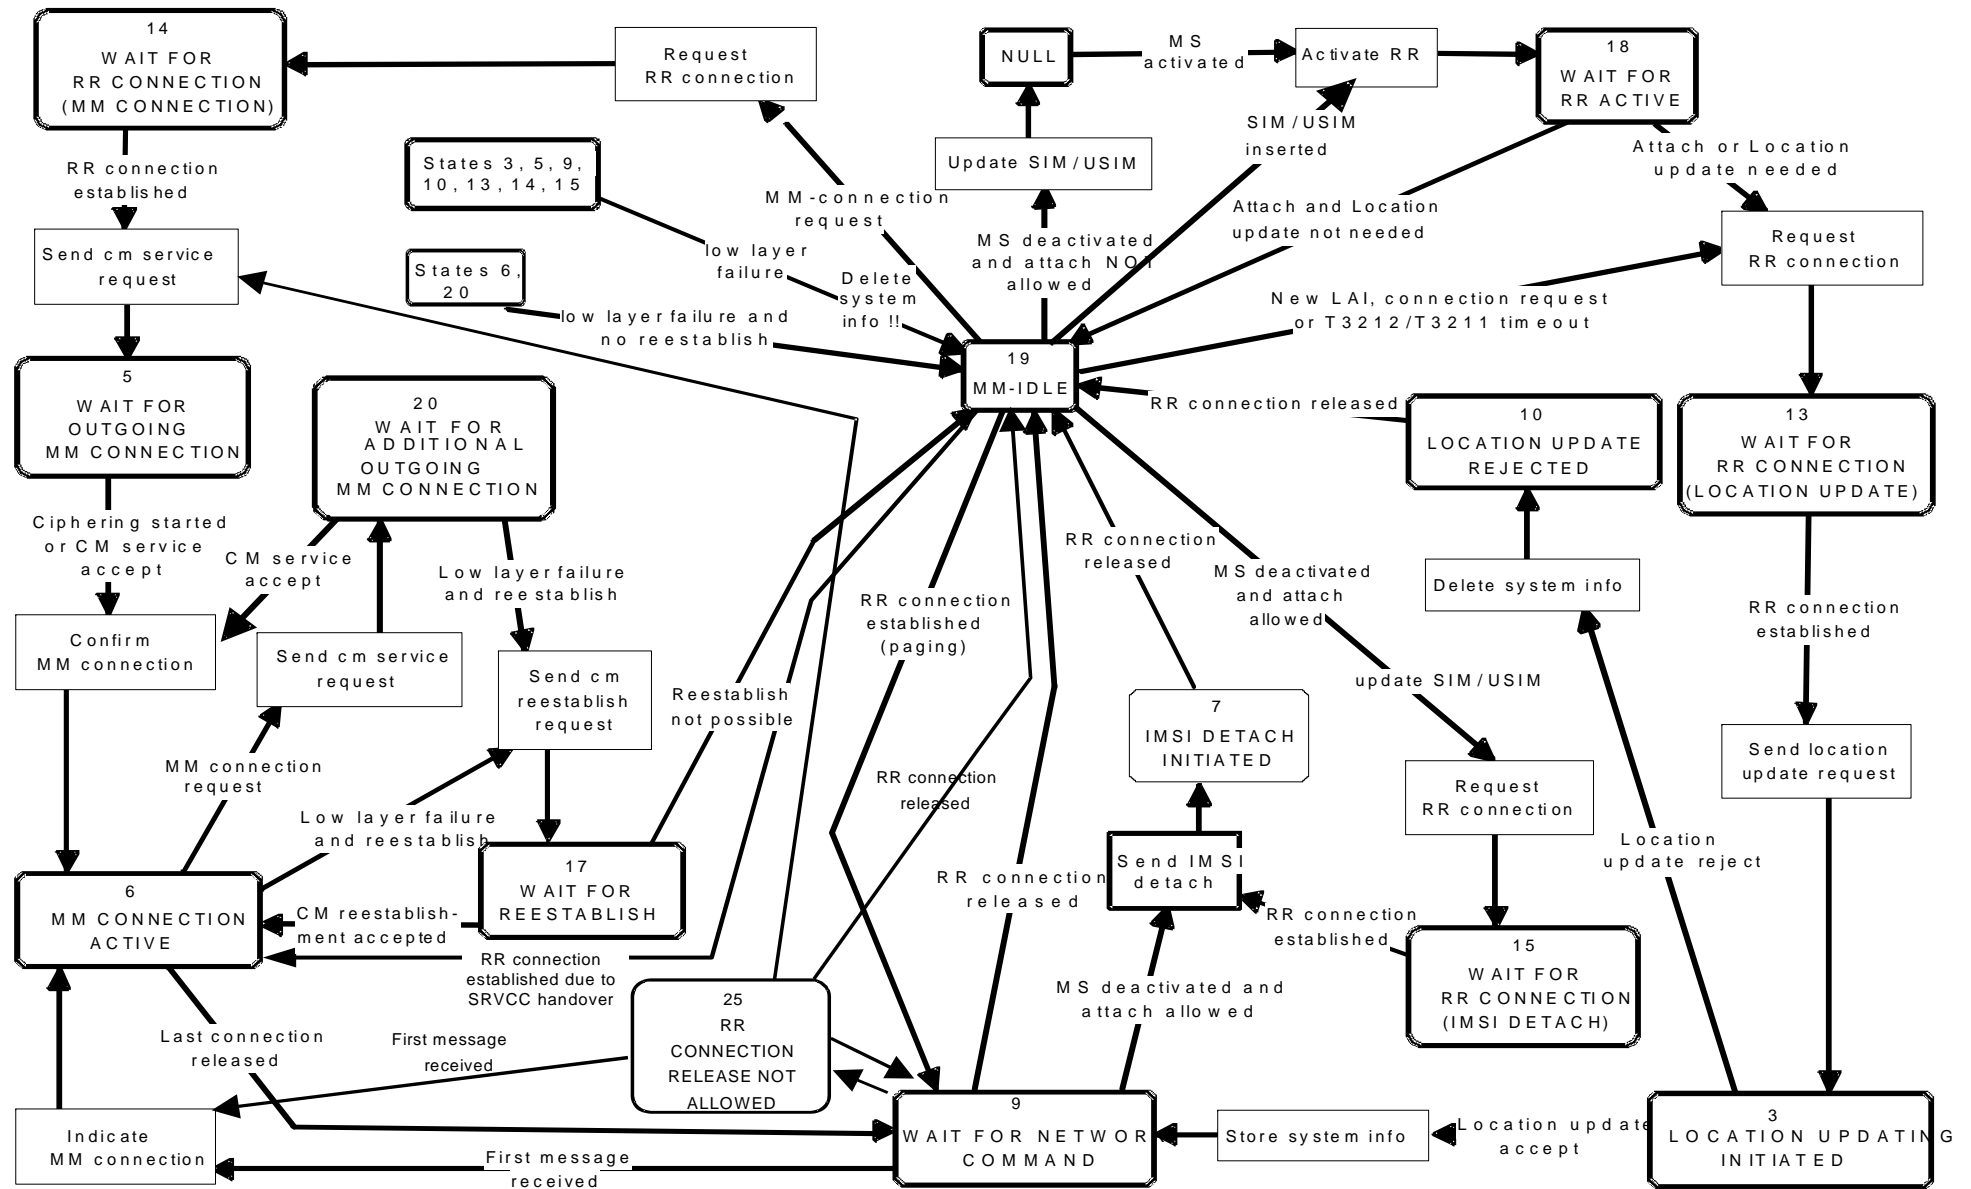 14
WAIT FOR
RR CONNECTION
(MM CONNECTION)
Request
RR connection
NULL
MS
activated
Activate RR
18
WAIT FOR
RR ACTIVE
RR connection
established
States 3, 5, 9,
10, 13, 14, 15
Update SIM/USIM
SIM/USIM
inserted
Attach or Location
update needed
MM-connection
request
Attach and Location
update not needed
Send cm service
request
States 6,
20
low layer
failure
Delete
system
info !!
MS deactivated
and attach NOT
allowed
Request
RR connection
low layer failure and
no reestablish
New LAI, connection request
or T3212/T3211 timeout
19
MM-IDLE
5
WAIT FOR
OUTGOING
MM CONNECTION
20
WAIT FOR
ADDITIONAL
OUTGOING
MM CONNECTION
RR connection released
10
LOCATION UPDATE
REJECTED
13
WAIT FOR
RR CONNECTION
(LOCATION UPDATE)
Ciphering started
or CM service
accept
CM service
accept
Low layer failure
and reestablish
RR connection
released
MS deactivated
and attach
allowed
Delete system info
RR connection
established
(paging)
RR connection
established
Confirm
MM connection
Send cm service
request
Send cm
reestablish
request
Reestablish
not possible
update SIM/USIM
7
IMSI DETACH
INITIATED
Send location
update request
MM connection
request
RR connection
released
Request
RR connection
Low layer failure
and reestablish
Location
update reject
17
WAIT FOR
REESTABLISH
Send IMSI
detach
6
MM CONNECTION
ACTIVE
CM reestablish-
ment accepted
RR connection
released
RR connection
established
RR connection
established due to
SRVCC handover
15
WAIT FOR
RR CONNECTION
(IMSI DETACH)
25
RR
CONNECTION
RELEASE NOT
ALLOWED
MS deactivated and
attach allowed
Last connection
released
First message
received
9
WAIT FOR NETWOR
COMMAND
Store system info
Location update
accept
3
LOCATION UPDATING
INITIATED
Indicate
MM connection
First message
received